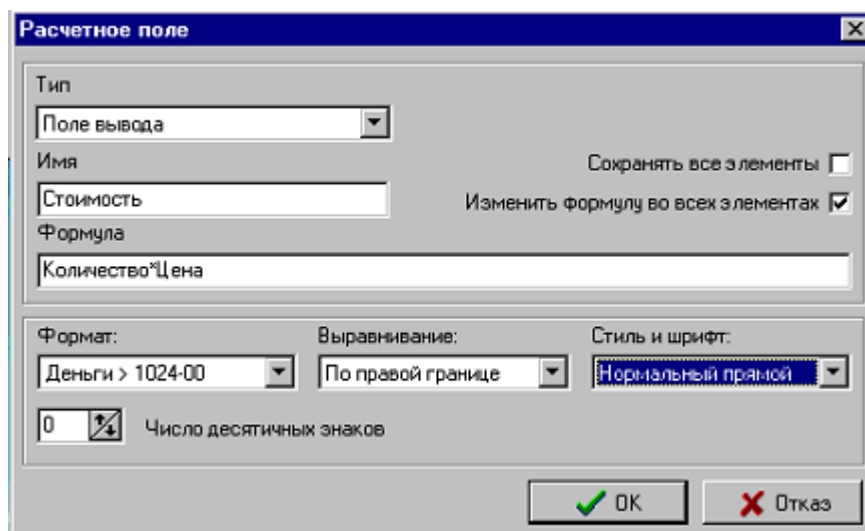 Расчетное поле
Тип
Поле вывода
Имя
Сохранять все элементы
Стоимость
Изменить формулу во всех элементах
Формула
Количество*Цена
Формат:
Выравнивание:
Стиль и шрифт:
Деньги > 1024-00
По правой границе
Нормальный прямой
0
Число десятичных знаков
OK
Отказ